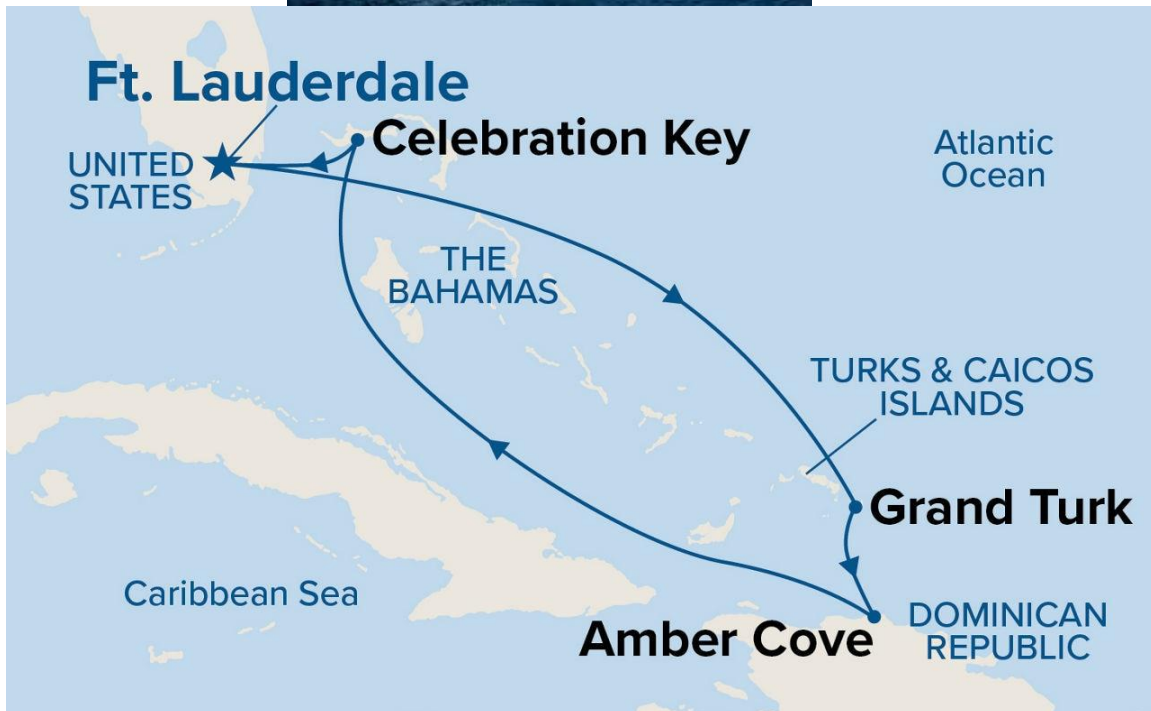 Ft. Lauderdale
Celebration Key
Atlantic
Ocean
UNITED
STATES
THE
BAHAMAS
TURKS & CAICOS
ISLANDS
Grand Turk
Caribbean Sea
Amber Cove
DOMINICAN
REPUBLIC